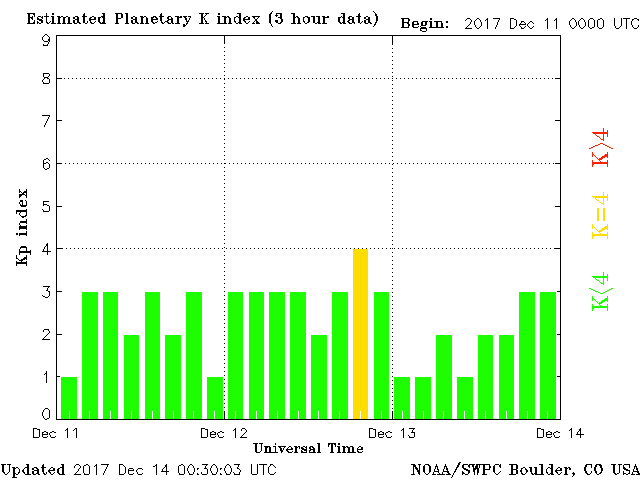 Estimated Planetary K index (3 hour data) Begin: 2017 Dec 11 0000 UTC
9
8
7
6
5
4
3
2
1
0
Kp index
K>4
K=4
K<4
Dec 11 Dec 12 Dec 13 Dec 14
Universal Time
Updated 2017 Dec 14 00:30:03 UTC NOAA/SWPC Boulder, CO USA